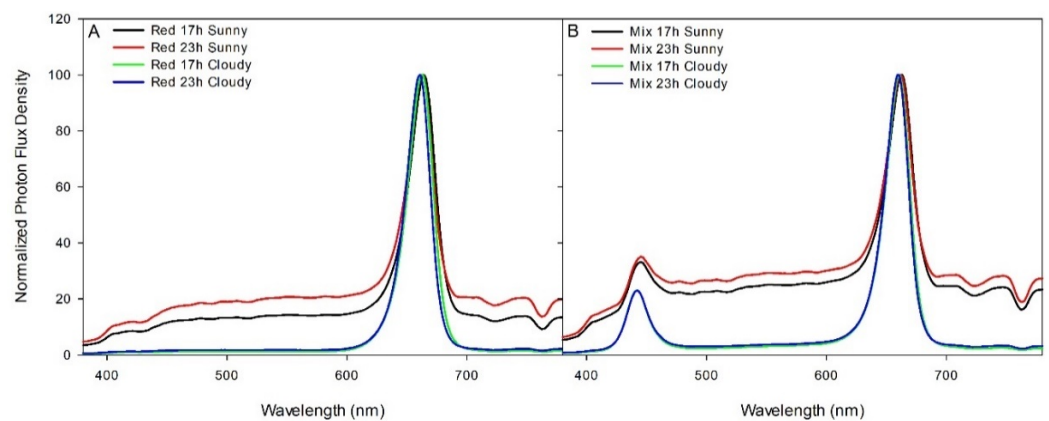 120
100
80
60
40
20
0
Normalized Photon Flux Density
A
Red 17h Sunny
Red 23h Sunny
Red 17h Cloudy
Red 23h Cloudy
400
500
600
700
Wavelength (nm)
B
Mix 17h Sunny
Mix 23h Sunny
Mix 17h Cloudy
Mix 23h Cloudy
400
500
600
700
Wavelength (nm)